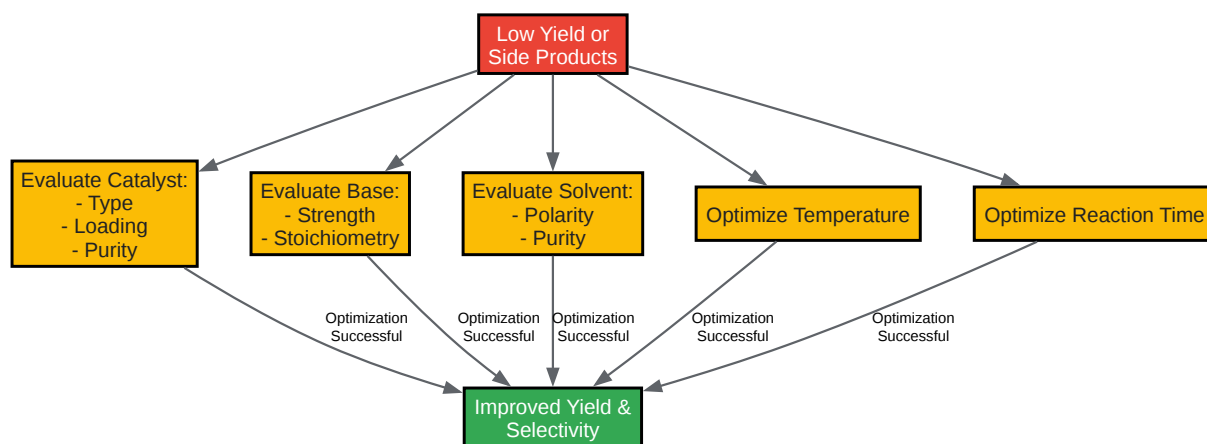 Low Yield or
Side Products
Evaluate Catalyst:
- Type
- Loading
- Purity
Evaluate Base:
- Strength
- Stoichiometry
Evaluate Solvent:
- Polarity
- Purity
Optimize Temperature
Optimize Reaction Time
Optimization
Successful
Optimization
Successful
Optimization
Successful
Optimization
Successful
Optimization
Successful
Improved Yield &
Selectivity